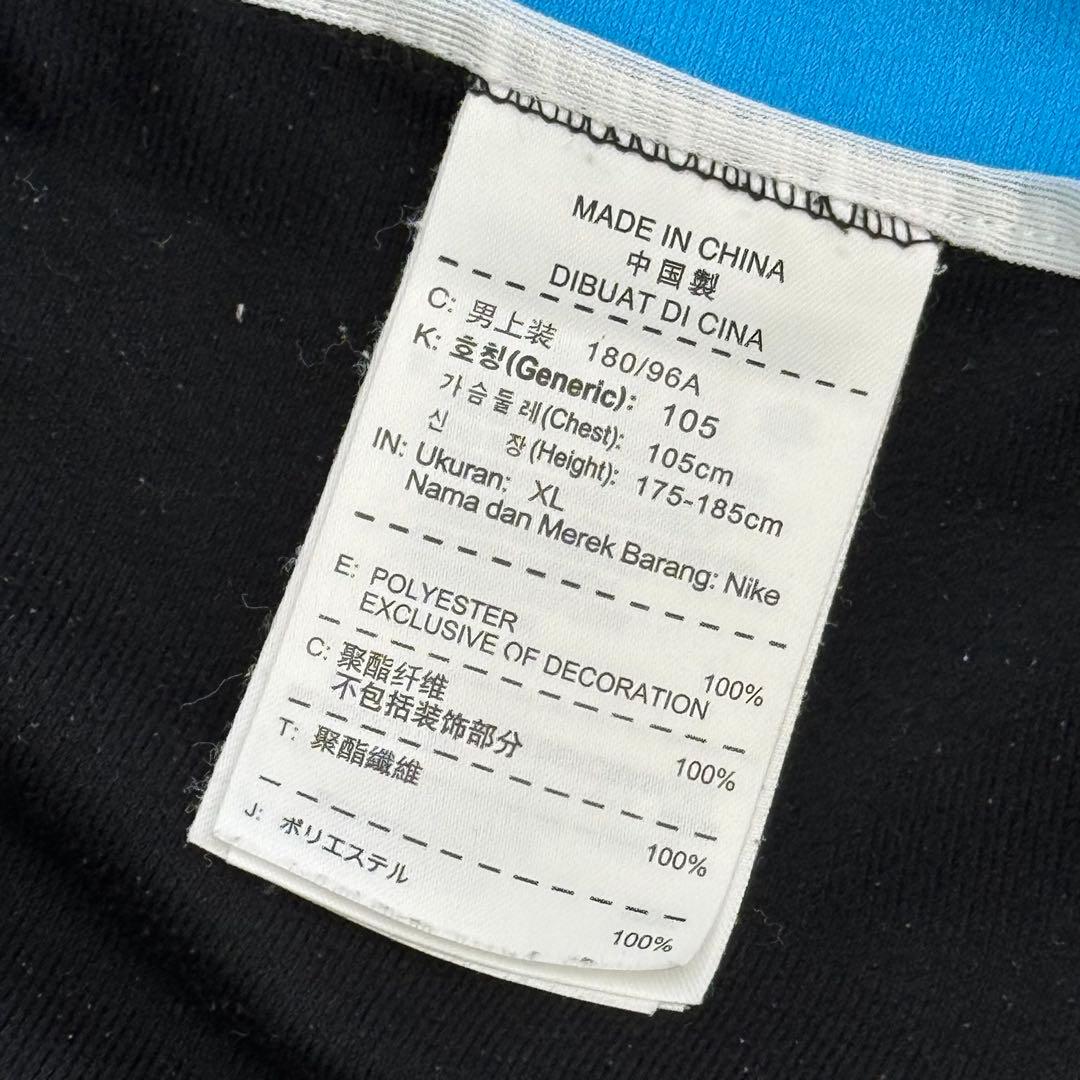 MADE IN CHINA
中国製
DIBUAT DI CINA
C: 男上装 180/96A
K: 호칭(Generic): 105
가슴둘레(Chest): 105cm
신 장(Height): 175-185cm
IN: Ukuran: XL
Nama dan Merek Barang: Nike
E: POLYESTER 100%
EXCLUSIVE OF DECORATION
C: 聚酯纤维 100%
不包括装饰部分
T: 聚酯纖維 100%
J: ポリエステル 100%